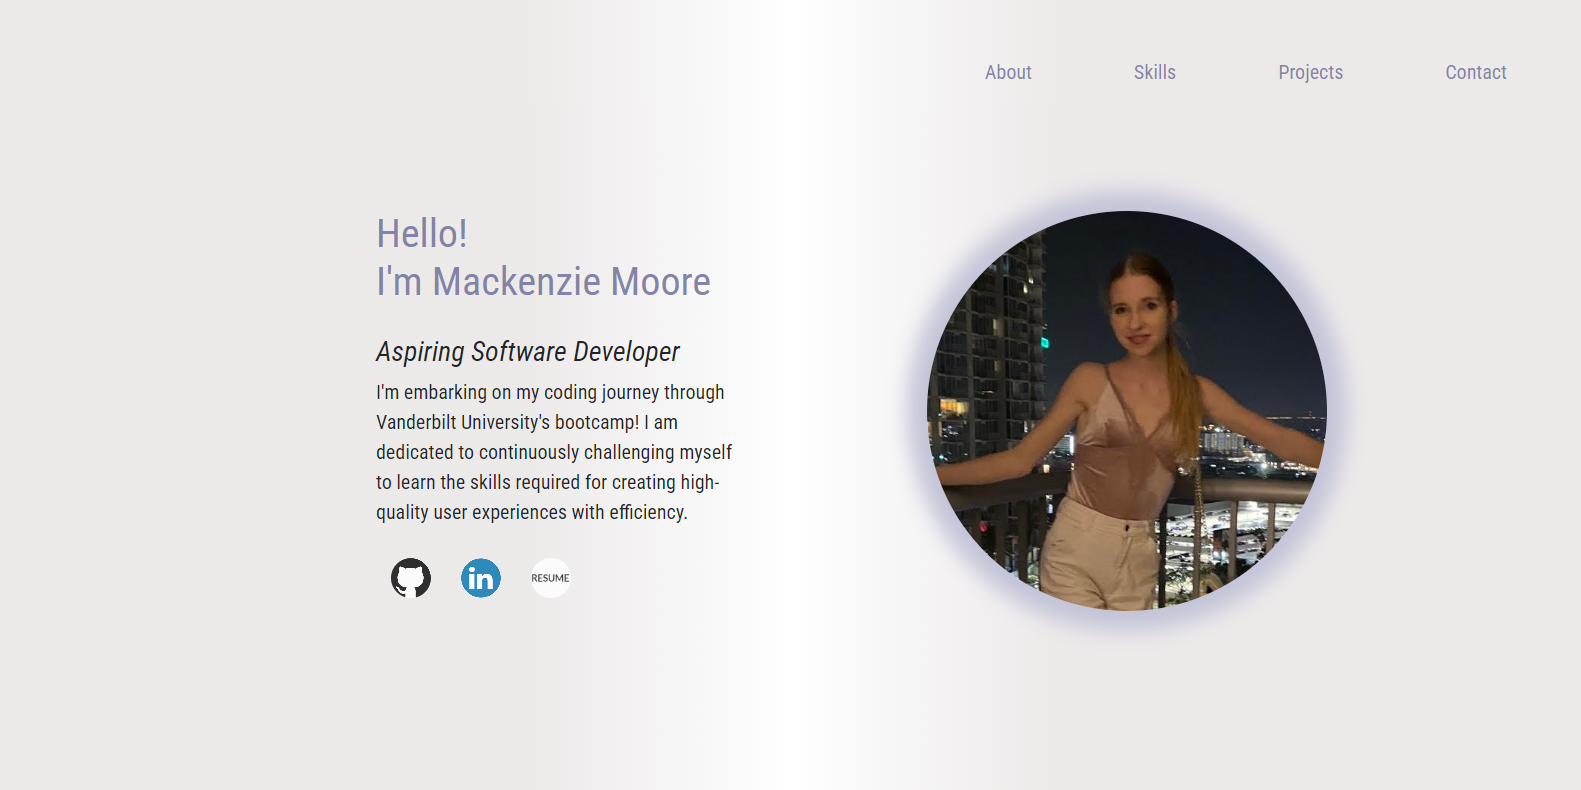 About Skills Projects Contact
Hello!
I'm Mackenzie Moore
Aspiring Software Developer
I'm embarking on my coding journey through
Vanderbilt University's bootcamp! I am
dedicated to continuously challenging myself
to learn the skills required for creating high-
quality user experiences with efficiency.
in RESUME